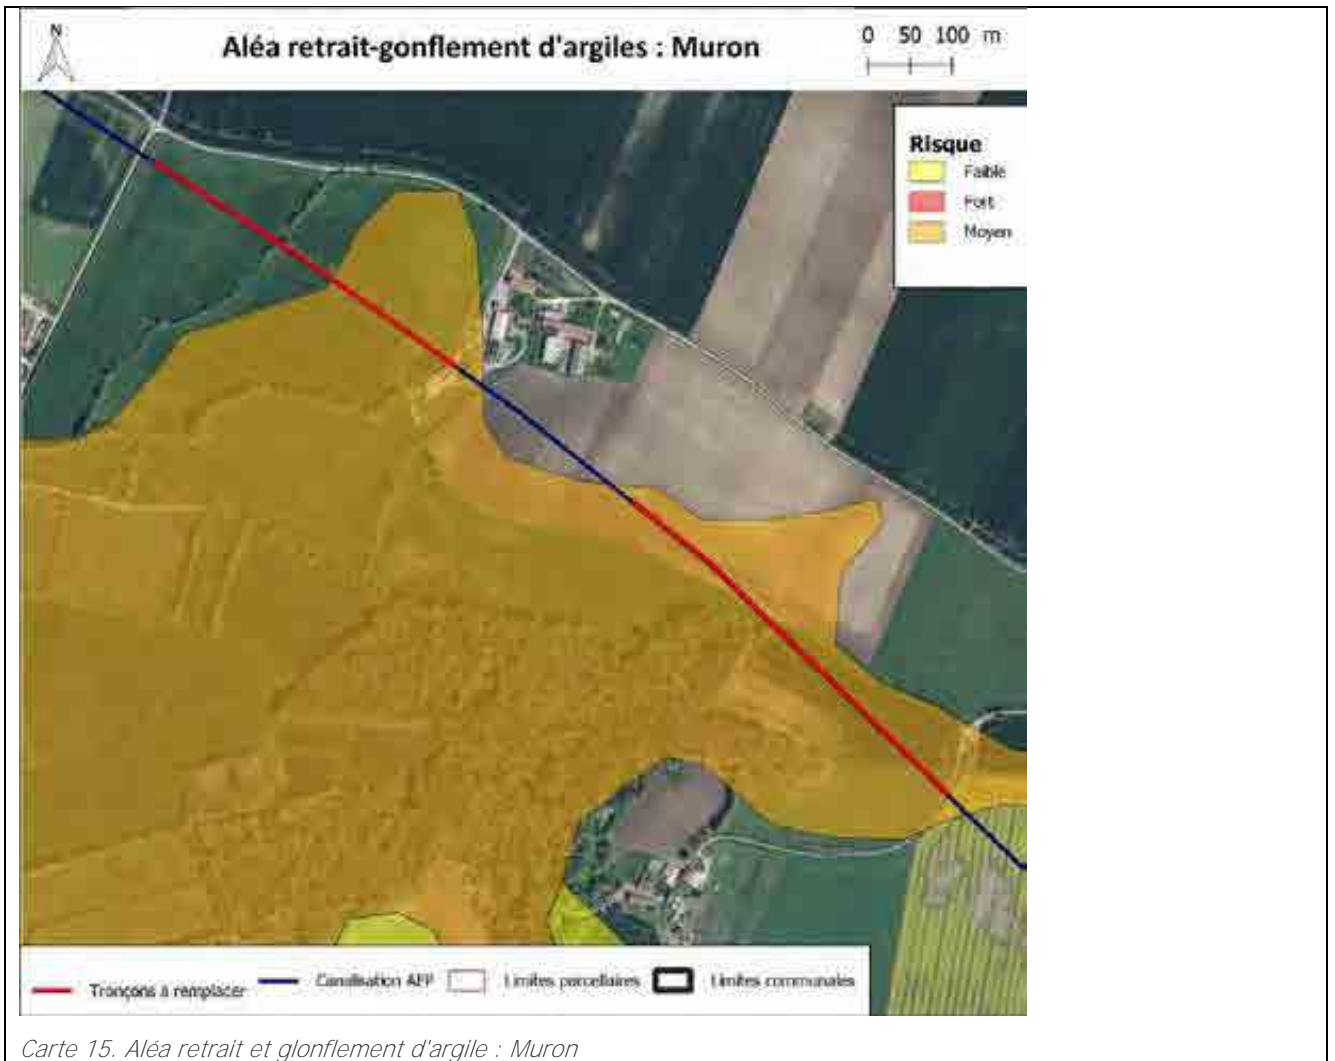 N
Aléa retrait-gonflement d'argiles : Muron
0 50 100 m
Risque
Faible
Fort
Moyen
Tronçons à remplacer
Canalisation AEP
Limites parcellaires
Limites communales
Carte 15. Aléa retrait et glonflement d'argile : Muron